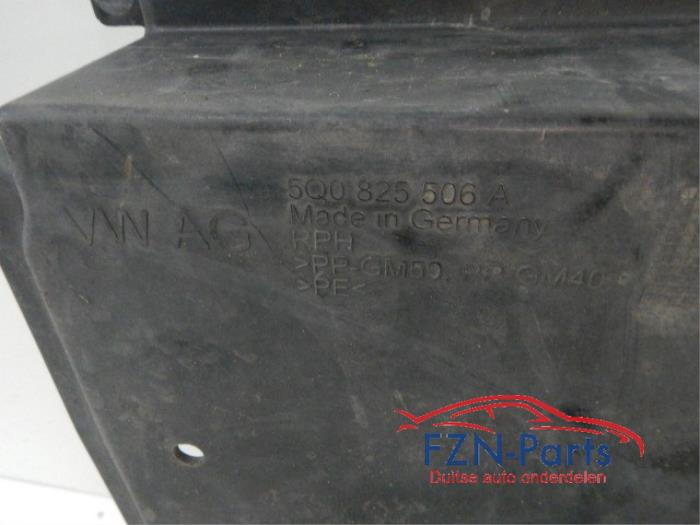 5Q0 825 506 A
VW AG
Made in Germany
RPH
>PP-GM50, PP-GM40<
>PE<
FZN-Parts
Duitse auto onderdelen